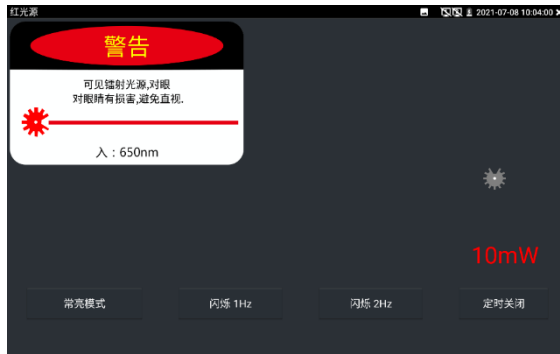 红光源
2021-07-08 10:04:00
警告
可见镭射光源,对眼
对眼睛有损害,避免直视.
入：650nm
10mW
常亮模式
闪烁 1Hz
闪烁 2Hz
定时关闭